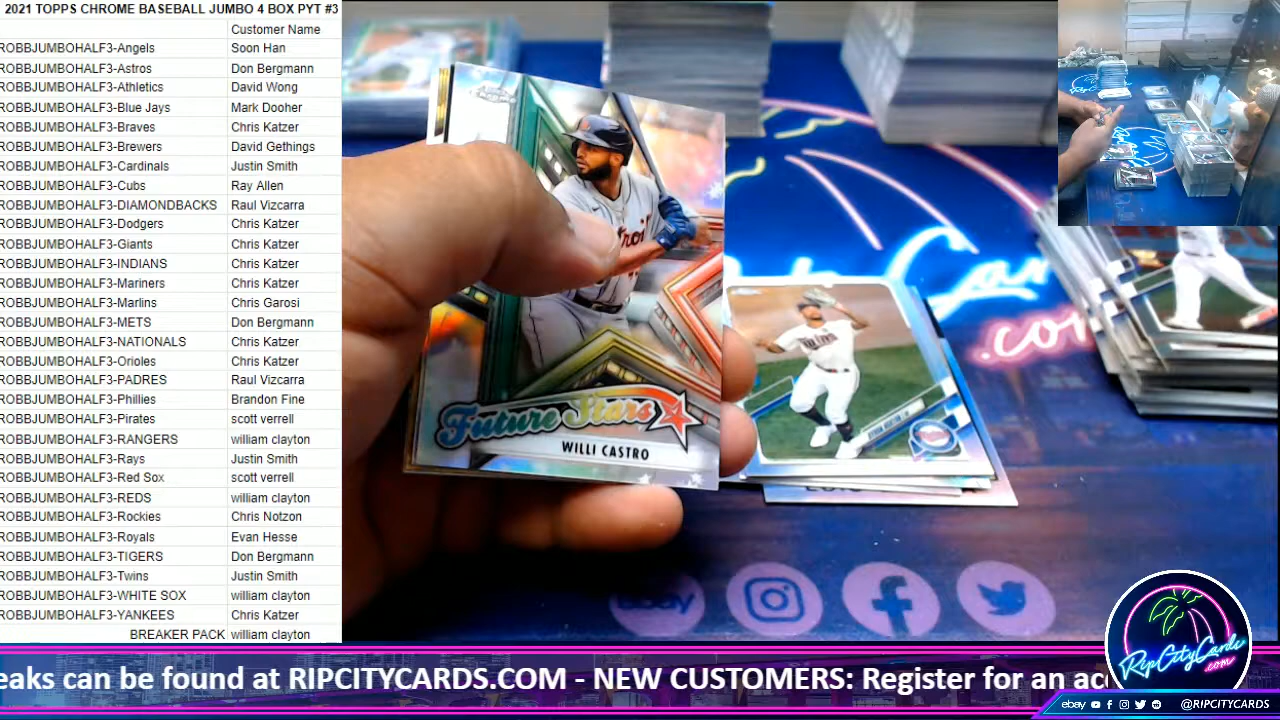 2021 TOPPS CHROME BASEBALL JUMBO 4 BOX PYT #3
Customer Name
ROBBJUMBOHALF3-Angels Soon Han
ROBBJUMBOHALF3-Astros Don Bergmann
ROBBJUMBOHALF3-Athletics David Wong
ROBBJUMBOHALF3-Blue Jays Mark Dooher
ROBBJUMBOHALF3-Braves Chris Katzer
ROBBJUMBOHALF3-Brewers David Gethings
ROBBJUMBOHALF3-Cardinals Justin Smith
ROBBJUMBOHALF3-Cubs Ray Allen
ROBBJUMBOHALF3-DIAMONDBACKS Raul Vizcarra
ROBBJUMBOHALF3-Dodgers Chris Katzer
ROBBJUMBOHALF3-Giants Chris Katzer
ROBBJUMBOHALF3-INDIANS Chris Katzer
ROBBJUMBOHALF3-Mariners Chris Katzer
ROBBJUMBOHALF3-Marlins Chris Garosi
ROBBJUMBOHALF3-METS Don Bergmann
ROBBJUMBOHALF3-NATIONALS Chris Katzer
ROBBJUMBOHALF3-Orioles Chris Katzer
ROBBJUMBOHALF3-PADRES Raul Vizcarra
ROBBJUMBOHALF3-Phillies Brandon Fine
ROBBJUMBOHALF3-Pirates scott verrell
ROBBJUMBOHALF3-RANGERS william clayton
ROBBJUMBOHALF3-Rays Justin Smith
ROBBJUMBOHALF3-Red Sox scott verrell
ROBBJUMBOHALF3-REDS william clayton
ROBBJUMBOHALF3-Rockies Chris Notzon
ROBBJUMBOHALF3-Royals Evan Hesse
ROBBJUMBOHALF3-TIGERS Don Bergmann
ROBBJUMBOHALF3-Twins Justin Smith
ROBBJUMBOHALF3-WHITE SOX william clayton
ROBBJUMBOHALF3-YANKEES Chris Katzer
BREAKER PACK william clayton
Future Stars
WILLI CASTRO
.co
ebay
RipCityCards
.com
eaks can be found at RIPCITYCARDS.COM - NEW CUSTOMERS: Register for an acc
ebay @RIPCITYCARDS